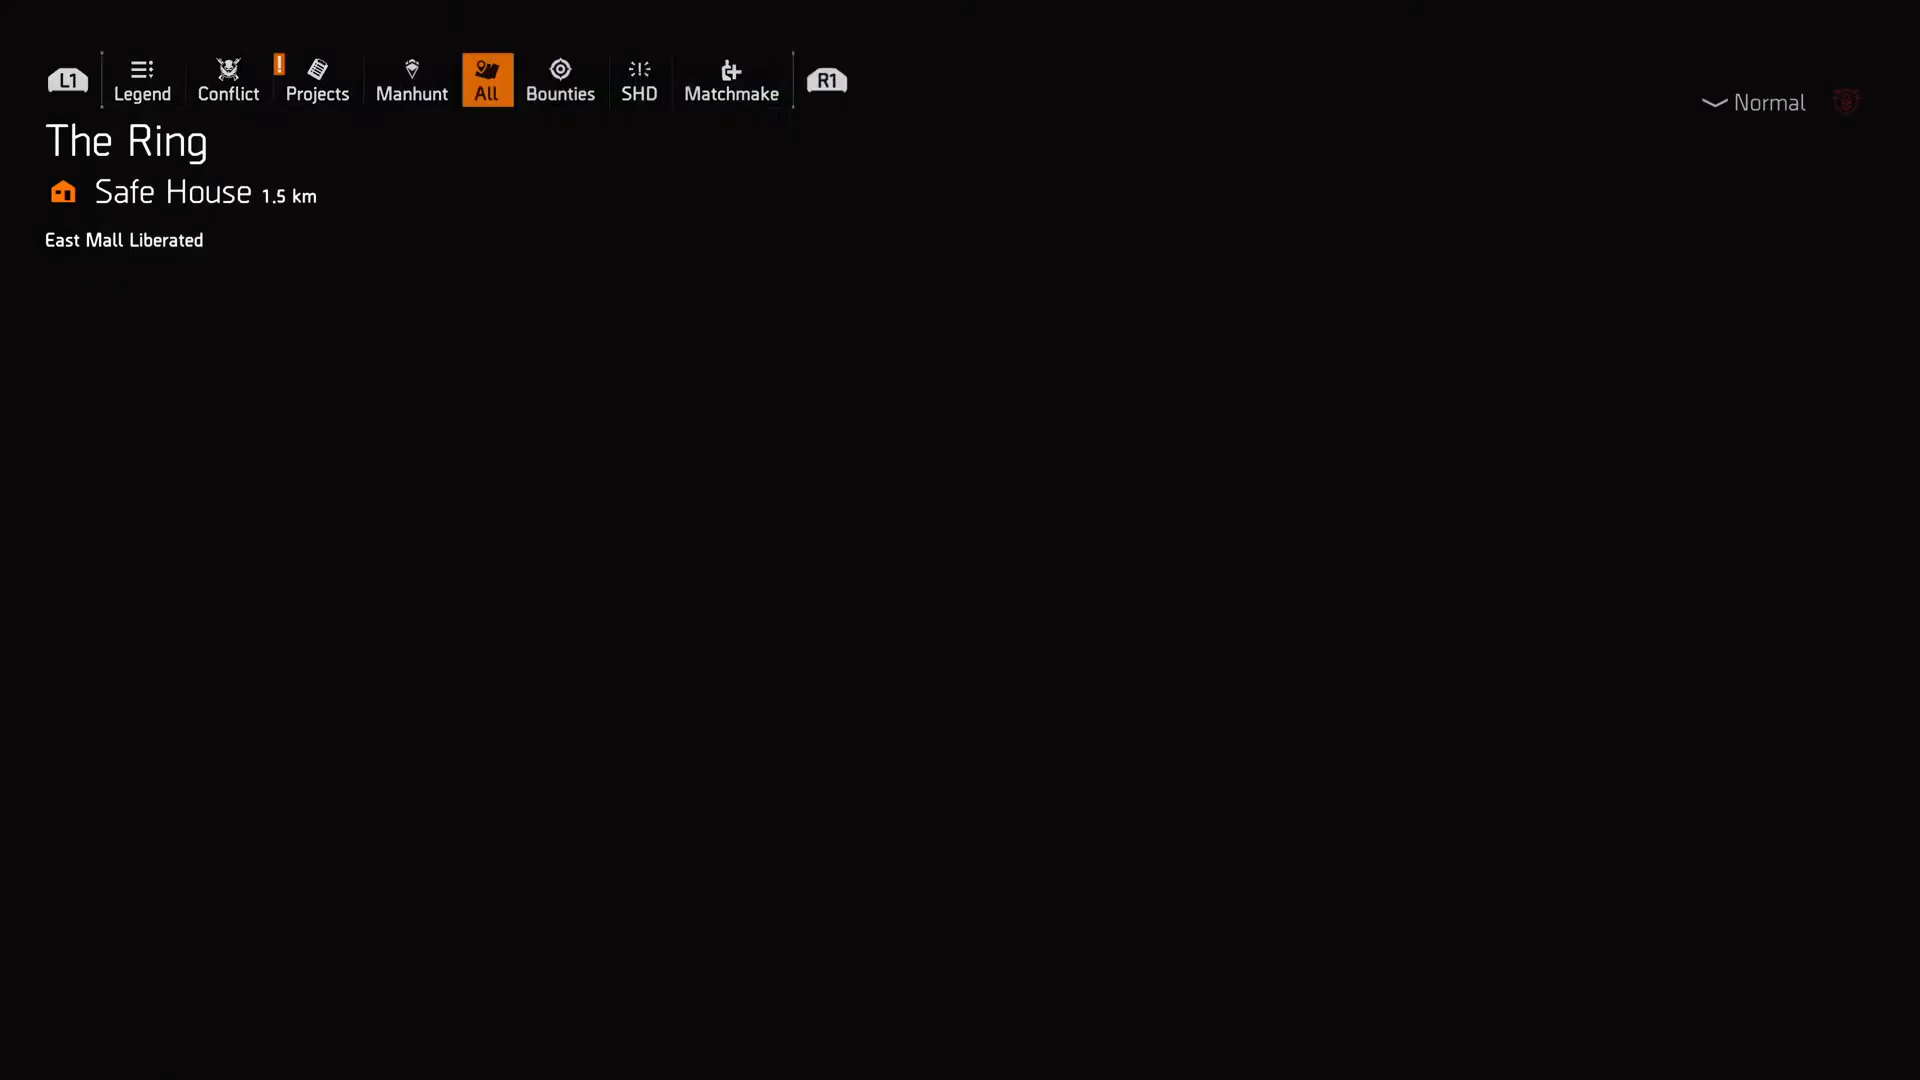 L1 Legend Conflict ! Projects Manhunt All Bounties SHD Matchmake R1
Normal
The Ring
Safe House 1.5 km
East Mall Liberated